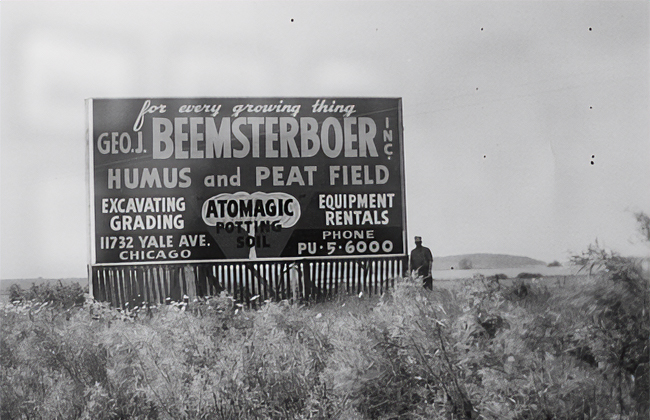 for every growing thing
GEO. J. BEEMSTERBOER INC.
HUMUS and PEAT FIELD
EXCAVATING
GRADING
11732 YALE AVE.
CHICAGO
"ATOMAGIC"
POTTING
SOIL
EQUIPMENT
RENTALS
PHONE
PU·5·6000